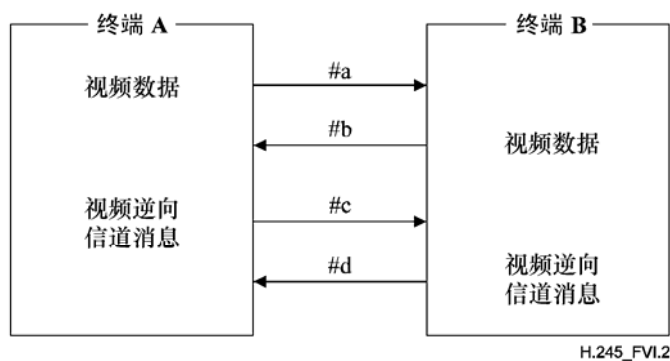 终端 A
终端 B
视频数据
#a
#b
视频数据
视频逆向
信道消息
#c
#d
视频逆向
信道消息
H.245_FVI.2